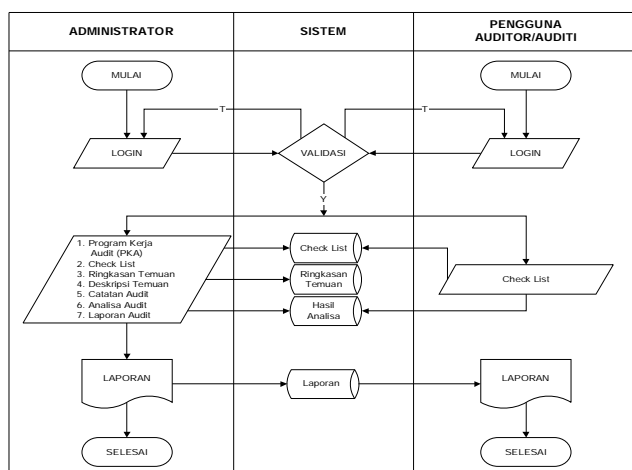 ADMINISTRATOR
SISTEM
PENGGUNA
AUDITOR/AUDITI
MULAI
MULAI
T
T
LOGIN
VALIDASI
LOGIN
Y
1. Program Kerja
Audit (PKA)
2. Check List
3. Ringkasan Temuan
4. Deskripsi Temuan
5. Catatan Audit
6. Analisa Audit
7. Laporan Audit
Check List
Ringkasan
Temuan
Hasil
Analisa
Check List
LAPORAN
Laporan
LAPORAN
SELESAI
SELESAI